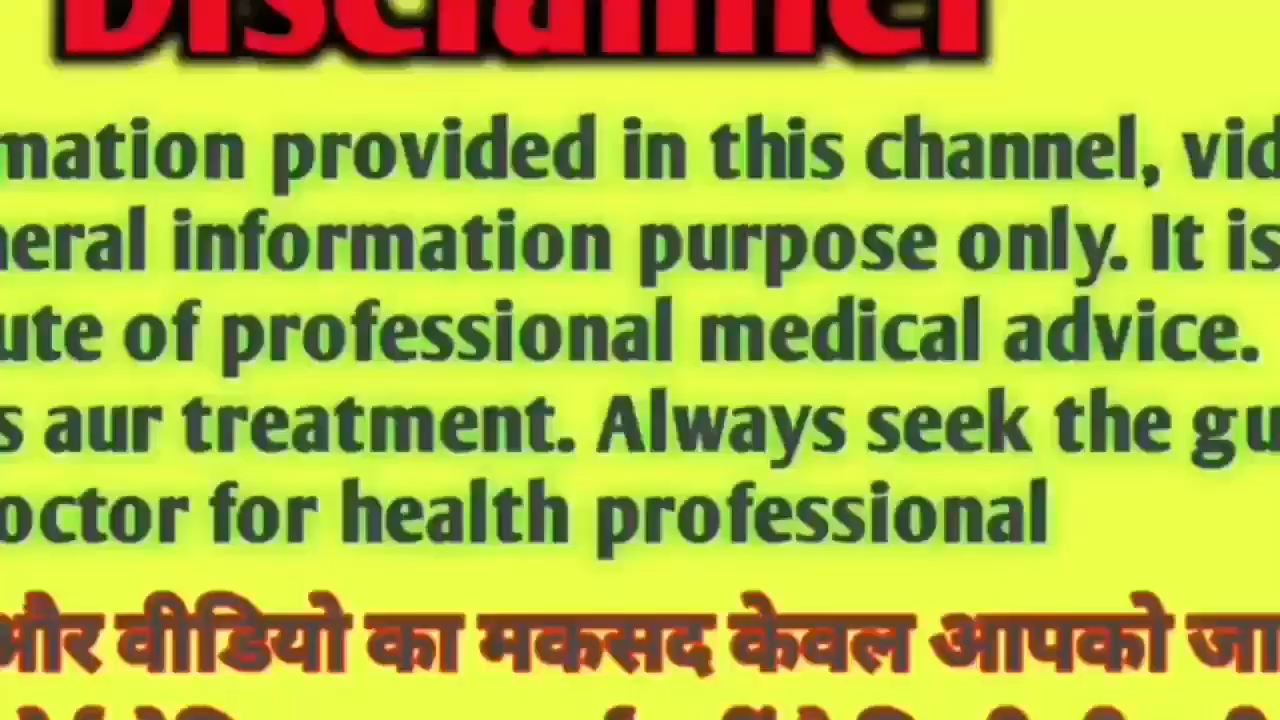 Disclaimer
mation provided in this channel, vid
neral information purpose only. It is
ute of professional medical advice.
s aur treatment. Always seek the gu
octor for health professional
और वीडियो का मकसद केवल आपको जा